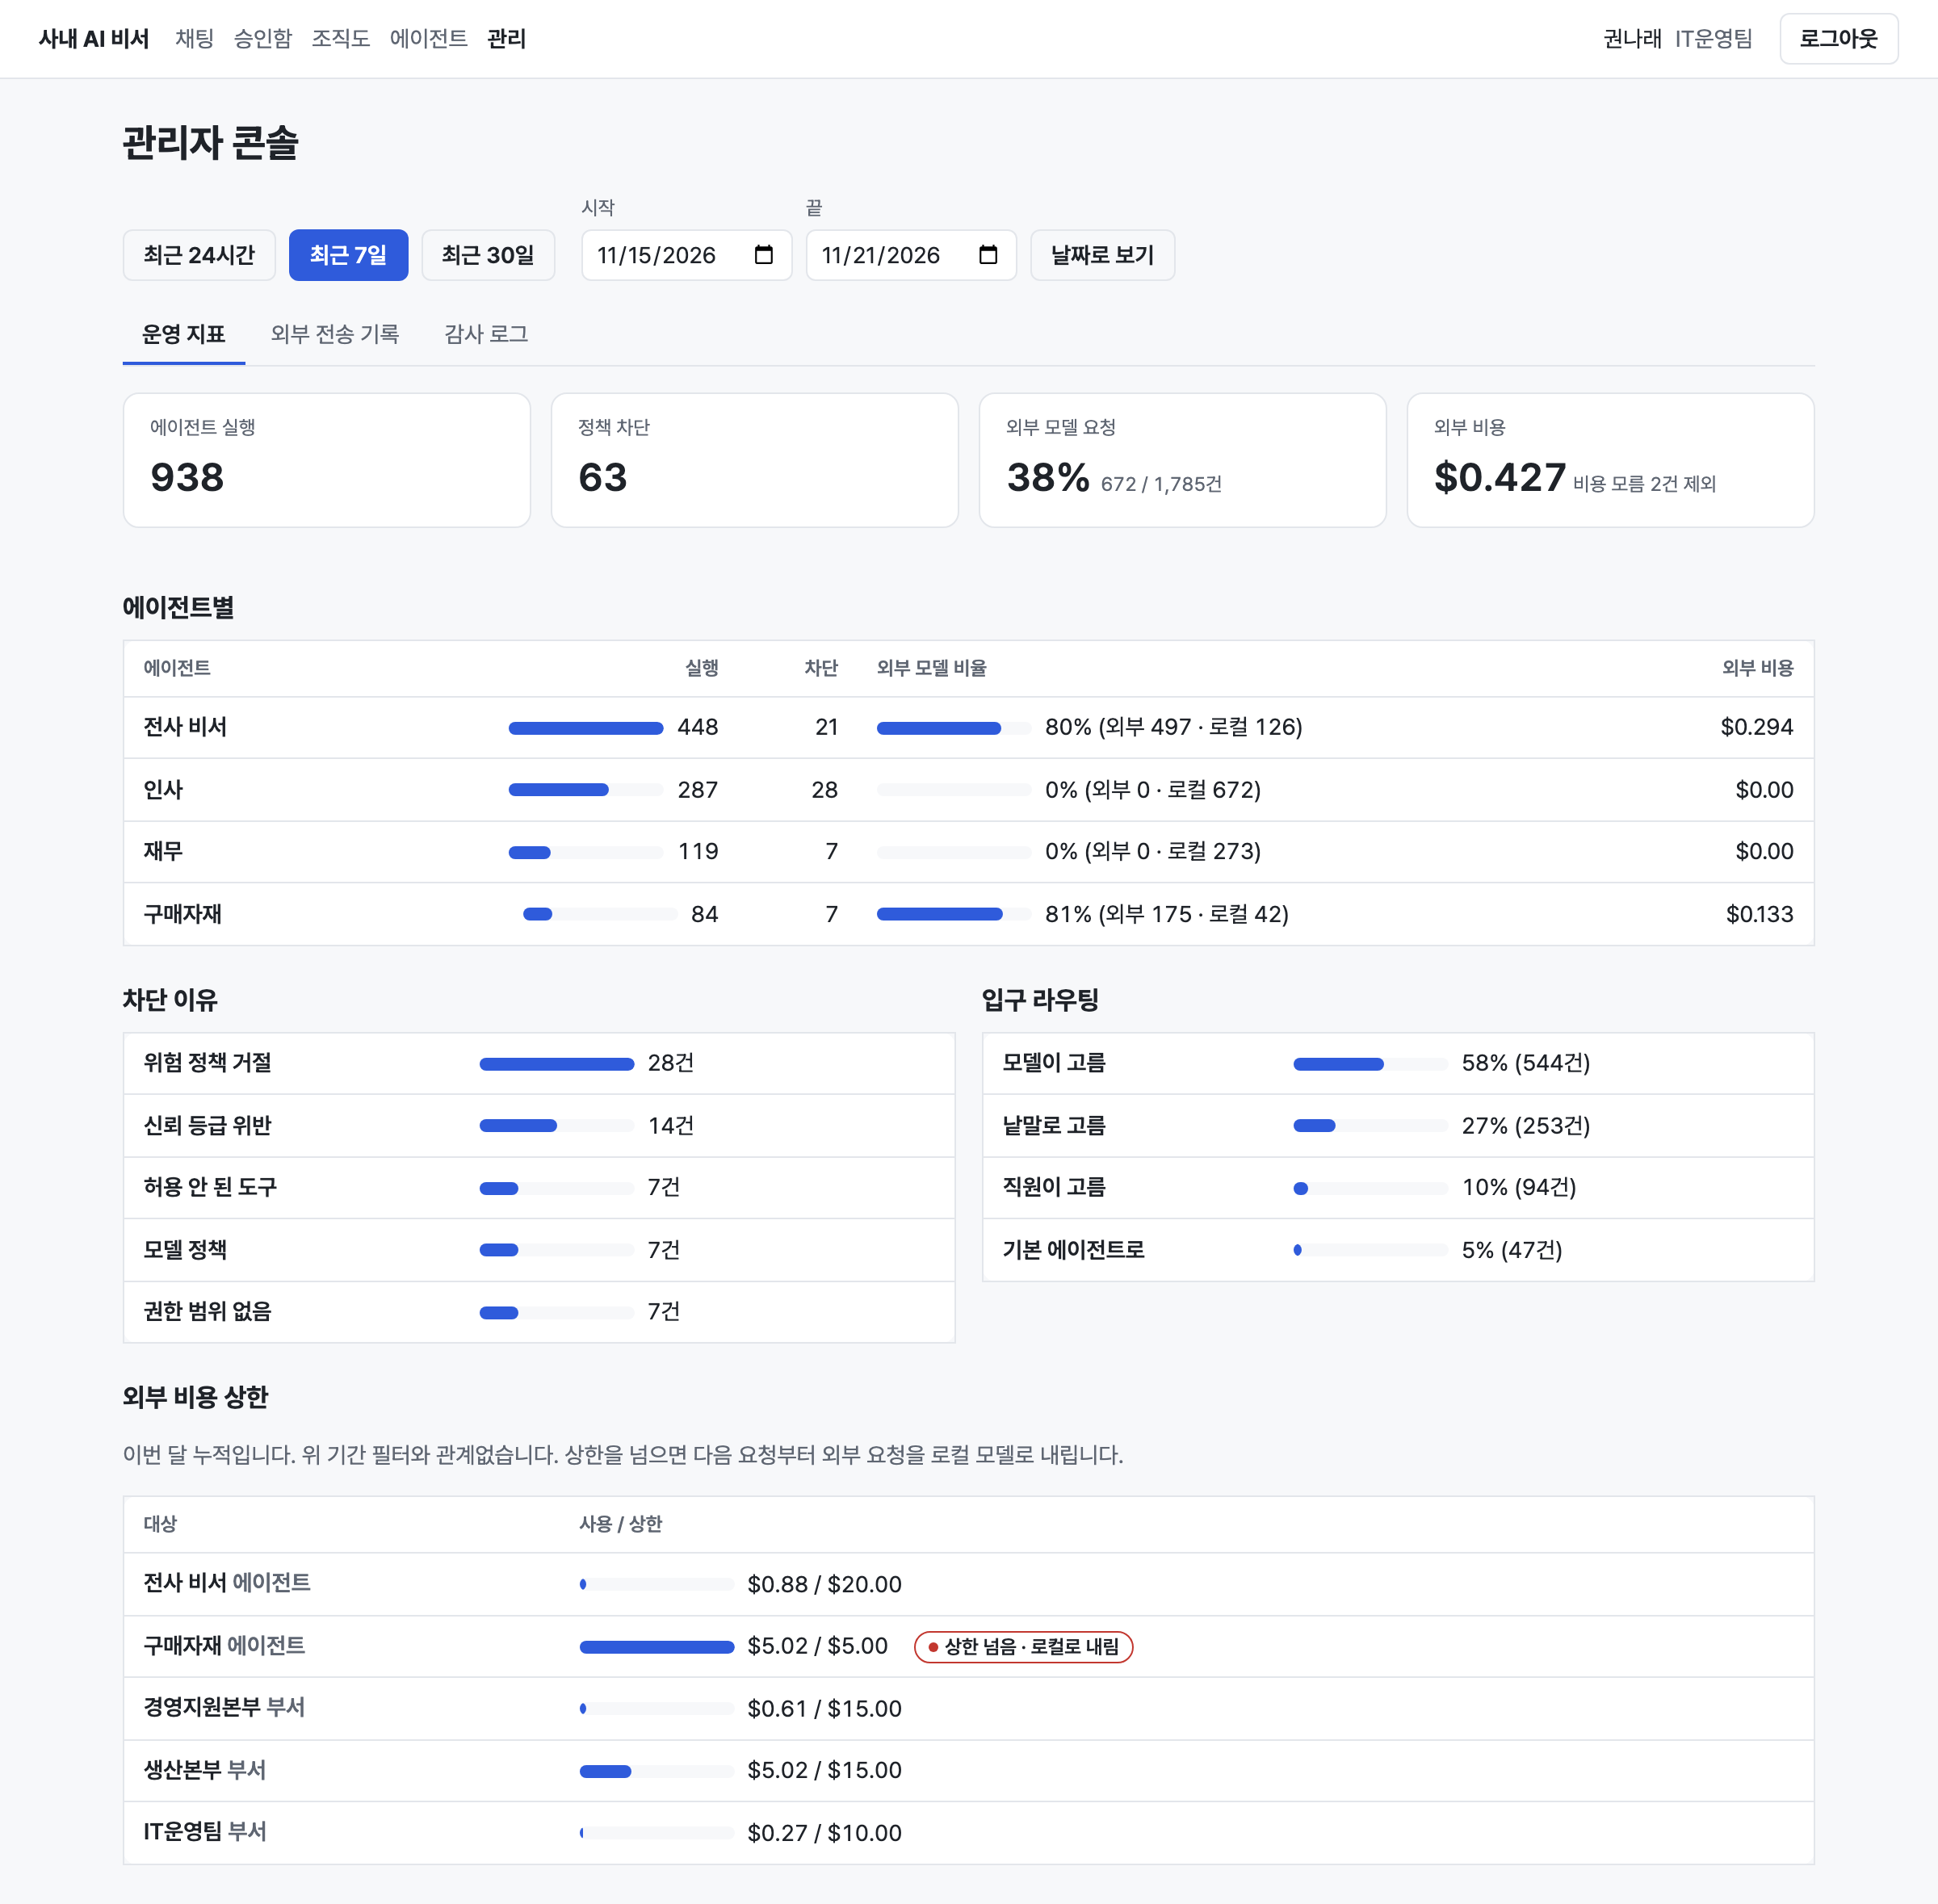 사내 AI 비서 채팅 승인함 조직도 에이전트 관리 권나래 IT운영팀 로그아웃
관리자 콘솔
시작 끝
최근 24시간 최근 7일 최근 30일 11/15/2026 11/21/2026 날짜로 보기
운영 지표 외부 전송 기록 감사 로그
에이전트 실행
938
정책 차단
63
외부 모델 요청
38% 672 / 1,785건
외부 비용
$0.427 비용 모름 2건 제외
에이전트별
에이전트 실행 차단 외부 모델 비율 외부 비용
전사 비서 448 21 80% (외부 497 · 로컬 126) $0.294
인사 287 28 0% (외부 0 · 로컬 672) $0.00
재무 119 7 0% (외부 0 · 로컬 273) $0.00
구매자재 84 7 81% (외부 175 · 로컬 42) $0.133
차단 이유
위험 정책 거절 28건
신뢰 등급 위반 14건
허용 안 된 도구 7건
모델 정책 7건
권한 범위 없음 7건
입구 라우팅
모델이 고름 58% (544건)
낱말로 고름 27% (253건)
직원이 고름 10% (94건)
기본 에이전트로 5% (47건)
외부 비용 상한
이번 달 누적입니다. 위 기간 필터와 관계없습니다. 상한을 넘으면 다음 요청부터 외부 요청을 로컬 모델로 내립니다.
대상 사용 / 상한
전사 비서 에이전트 $0.88 / $20.00
구매자재 에이전트 $5.02 / $5.00 상한 넘음 · 로컬로 내림
경영지원본부 부서 $0.61 / $15.00
생산본부 부서 $5.02 / $15.00
IT운영팀 부서 $0.27 / $10.00